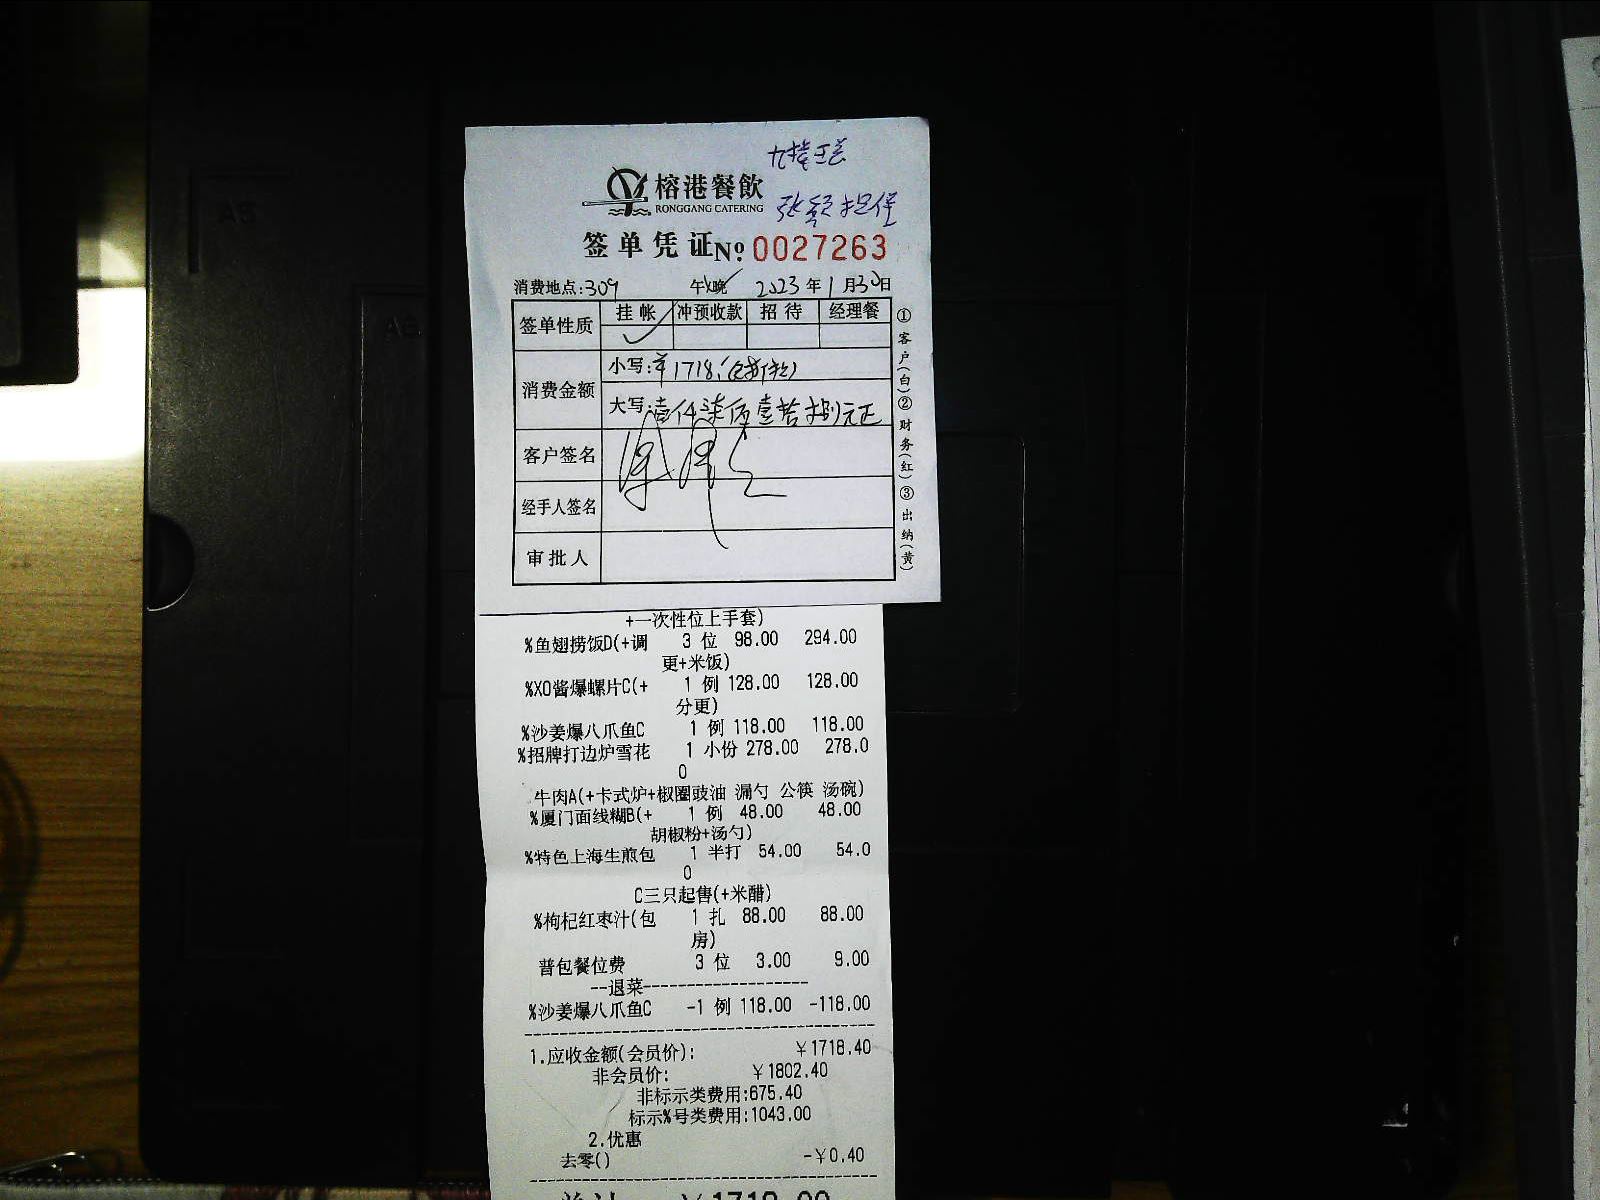 榕港餐飲
RONGGANG CATERING
张 担保
签单凭证 No 0027263
消费地点:309 午/晚 2023年1月30日
签单性质 挂帐 冲预收款 招待 经理餐
消费金额 小写:¥1718
大写:壹仟柒佰壹拾捌元正
客户签名
经手人签名
审批人
①客户(白)②财务(红)③出纳(黄)
+一次性位上手套)
%鱼翅捞饭D(+调 3 位 98.00 294.00
更+米饭)
%XO酱爆螺片C(+ 1 例 128.00 128.00
分更)
%沙姜爆八爪鱼C 1 例 118.00 118.00
%招牌打边炉雪花 1 小份 278.00 278.0
0
牛肉A(+卡式炉+椒圈豉油 漏勺 公筷 汤碗)
%厦门面线糊B(+ 1 例 48.00 48.00
胡椒粉+汤勺)
%特色上海生煎包 1 半打 54.00 54.0
0
C三只起售(+米醋)
%枸杞红枣汁(包 1 扎 88.00 88.00
房)
普包餐位费 3 位 3.00 9.00
--退菜-------------------
%沙姜爆八爪鱼C -1 例 118.00 -118.00
1.应收金额(会员价): ￥1718.40
非会员价: ￥1802.40
非标示类费用:675.40
标示%号类费用:1043.00
2.优惠
去零() -￥0.40